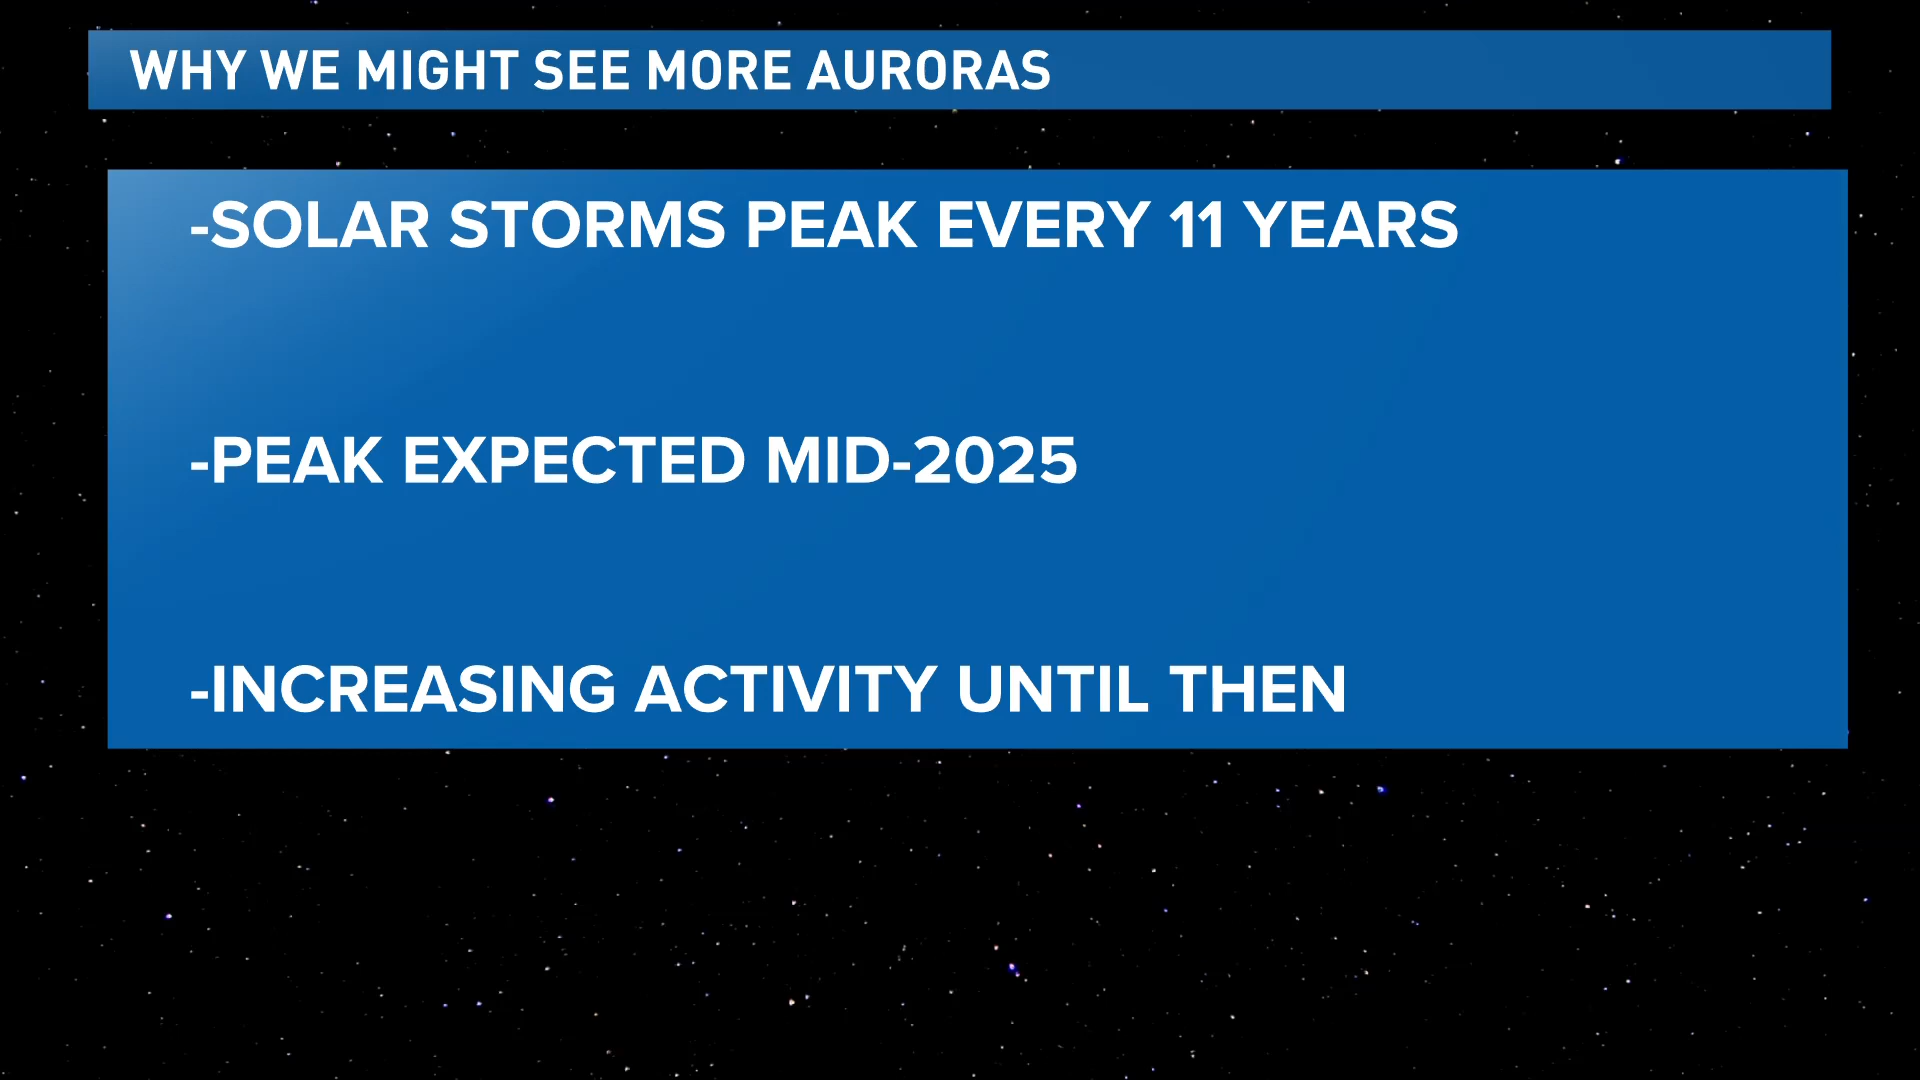 WHY WE MIGHT SEE MORE AURORAS
-SOLAR STORMS PEAK EVERY 11 YEARS
-PEAK EXPECTED MID-2025
-INCREASING ACTIVITY UNTIL THEN